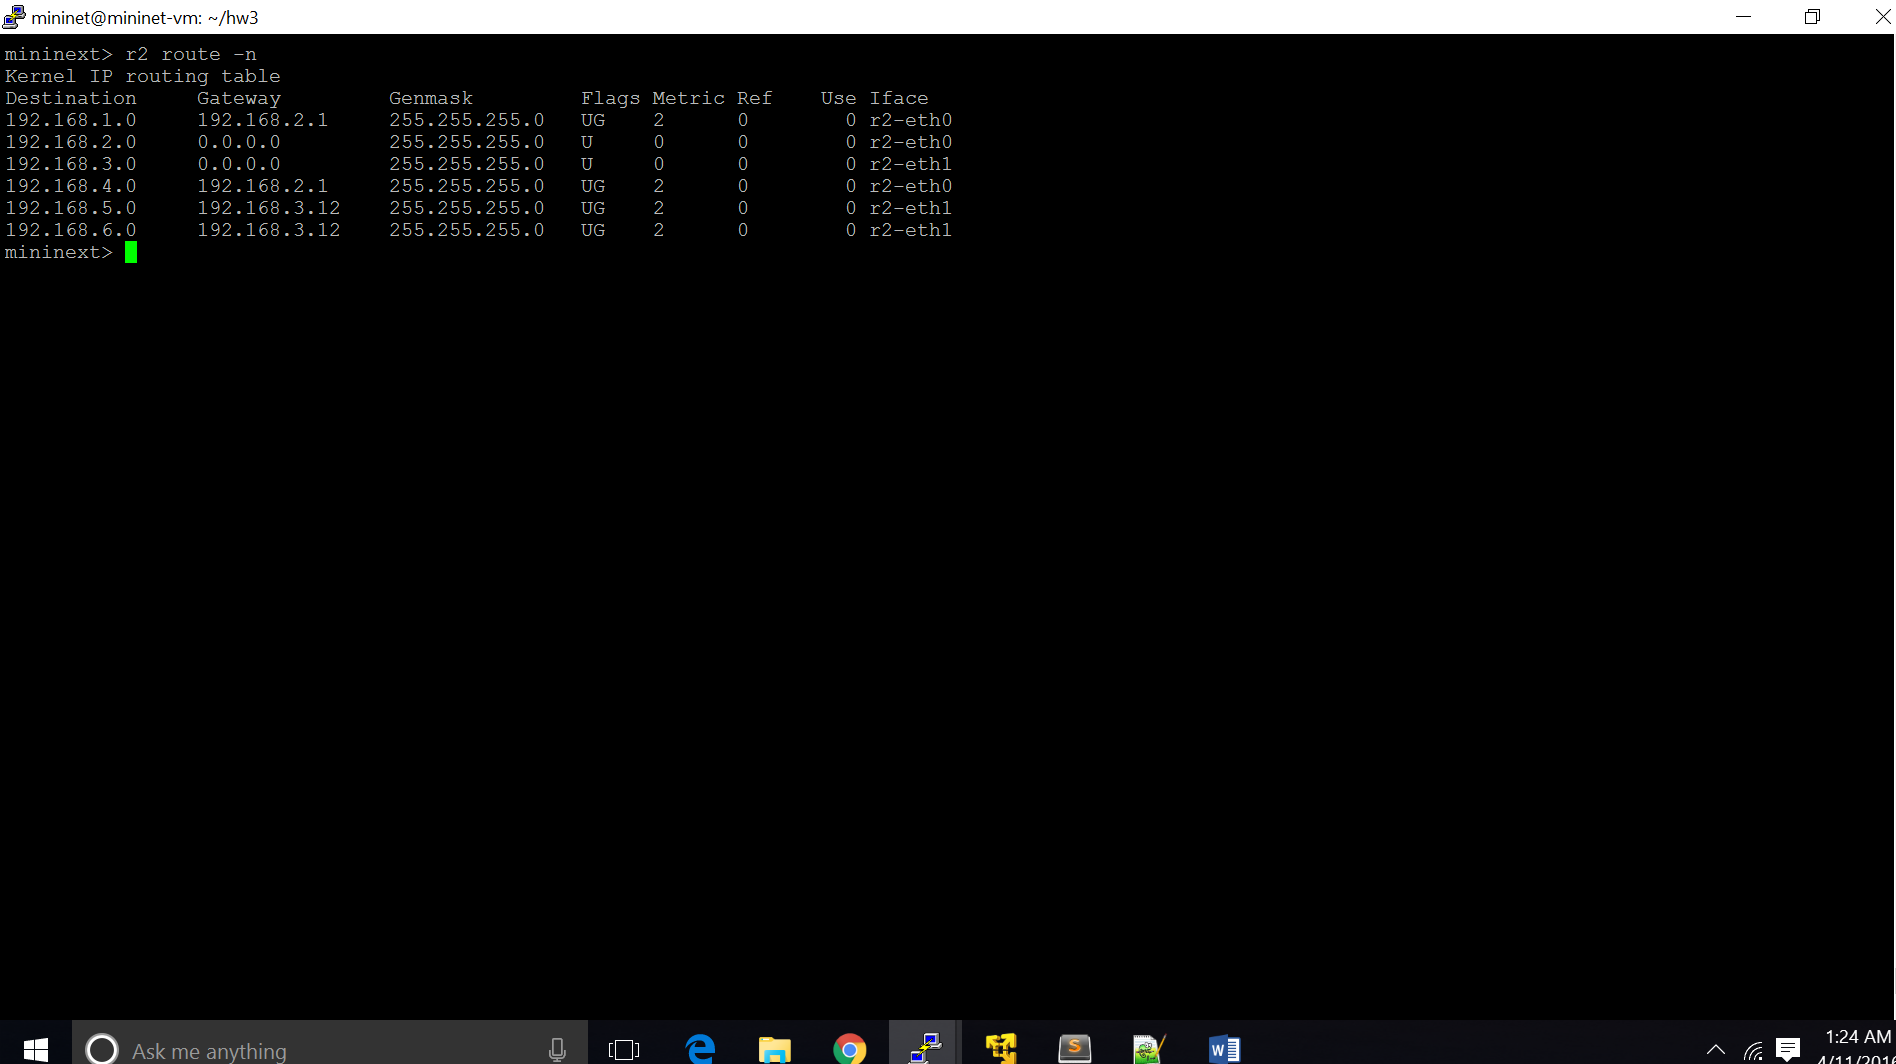 mininet@mininet-vm: ~/hw3
mininext> r2 route -n
Kernel IP routing table
Destination     Gateway         Genmask         Flags Metric Ref    Use Iface
192.168.1.0     192.168.2.1     255.255.255.0   UG    2      0        0 r2-eth0
192.168.2.0     0.0.0.0         255.255.255.0   U     0      0        0 r2-eth0
192.168.3.0     0.0.0.0         255.255.255.0   U     0      0        0 r2-eth1
192.168.4.0     192.168.2.1     255.255.255.0   UG    2      0        0 r2-eth0
192.168.5.0     192.168.3.12    255.255.255.0   UG    2      0        0 r2-eth1
192.168.6.0     192.168.3.12    255.255.255.0   UG    2      0        0 r2-eth1
mininext>
Ask me anything
1:24 AM